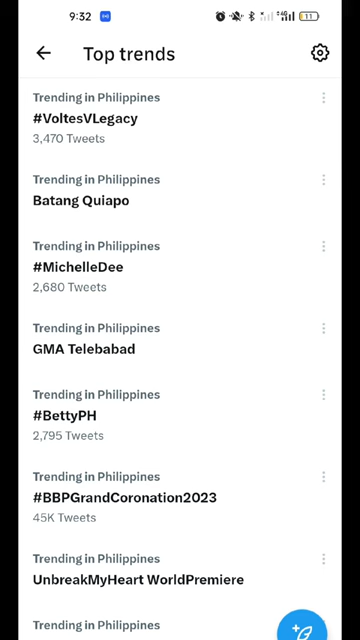 9:32
4G
11
Top trends
Trending in Philippines
#VoltesVLegacy
3,470 Tweets
Trending in Philippines
Batang Quiapo
Trending in Philippines
#MichelleDee
2,680 Tweets
Trending in Philippines
GMA Telebabad
Trending in Philippines
#BettyPH
2,795 Tweets
Trending in Philippines
#BBPGrandCoronation2023
45K Tweets
Trending in Philippines
UnbreakMyHeart WorldPremiere
Trending in Philippines